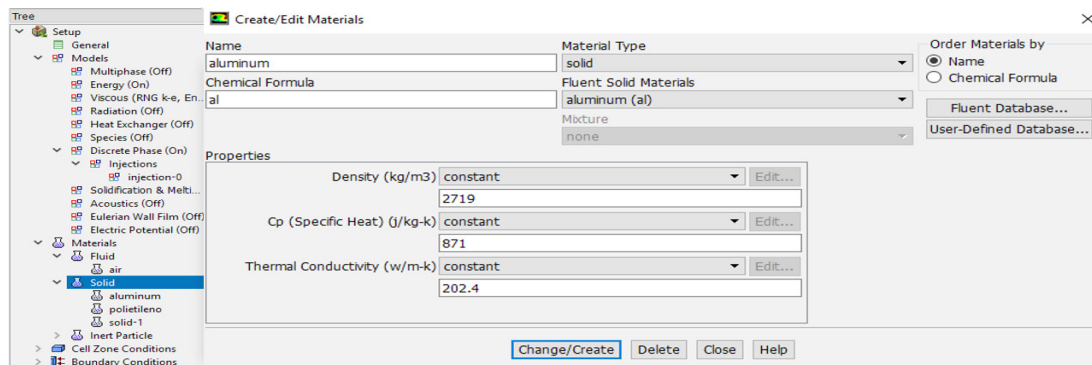 Tree
Setup
General
Models
Multiphase (Off)
Energy (On)
Viscous (RNG k-e, En...
Radiation (Off)
Heat Exchanger (Off)
Species (Off)
Discrete Phase (On)
Injections
injection-0
Solidification & Melti...
Acoustics (Off)
Eulerian Wall Film (Off)
Electric Potential (Off)
Materials
Fluid
air
Solid
aluminum
polietileno
solid-1
Inert Particle
Cell Zone Conditions
Boundary Conditions
Create/Edit Materials
Name
aluminum
Chemical Formula
al
Material Type
solid
Fluent Solid Materials
aluminum (al)
Mixture
none
Order Materials by
Name
Chemical Formula
Fluent Database...
User-Defined Database...
Properties
Density (kg/m3) constant Edit...
2719
Cp (Specific Heat) (j/kg-k) constant Edit...
871
Thermal Conductivity (w/m-k) constant Edit...
202.4
Change/Create Delete Close Help